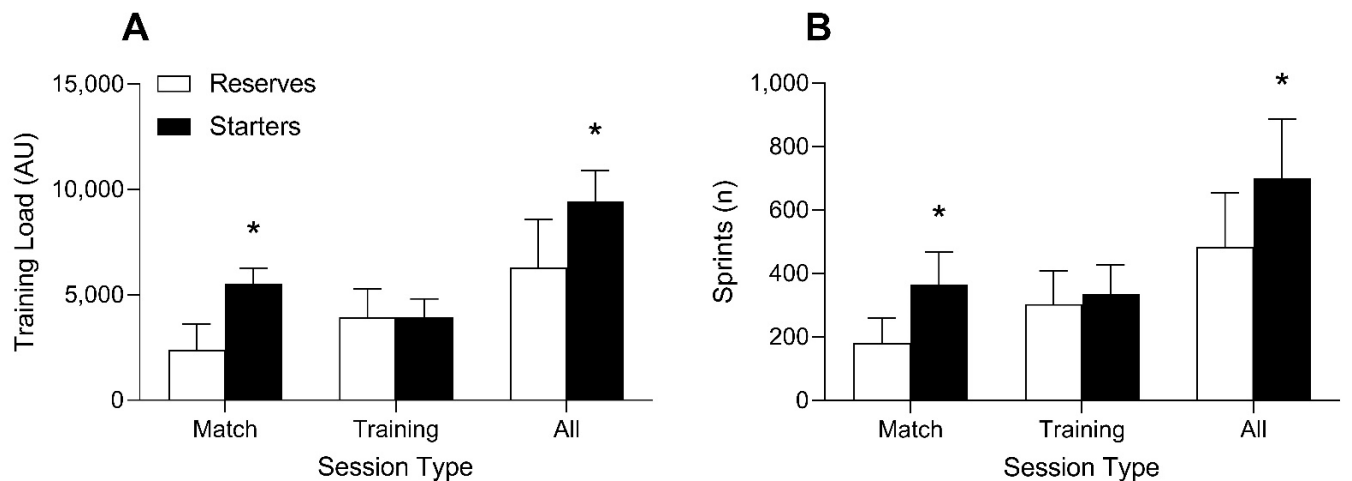 A
Training Load (AU)
15,000
10,000
5,000
0
Reserves
Starters
*
*
Match
Training
All
Session Type
B
Sprints (n)
1,000
800
600
400
200
0
*
*
Match
Training
All
Session Type